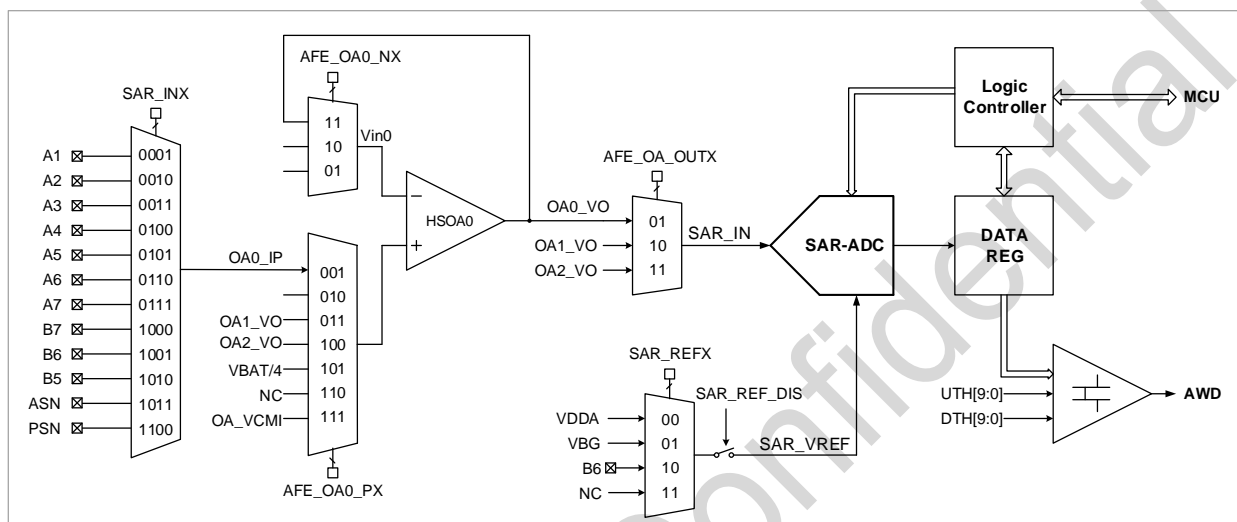 AFE_OA0_NX
SAR_INX
11
10
01
Vin0
A1
A2
A3
A4
A5
A6
A7
B7
B6
B5
ASN
PSN
0001
0010
0011
0100
0101
0110
0111
1000
1001
1010
1011
1100
OA0_IP
OA1_VO
OA2_VO
VBAT/4
NC
OA_VCMI
001
010
011
100
101
110
111
AFE_OA0_PX
−
HSOA0
+
AFE_OA_OUTX
OA0_VO
OA1_VO
OA2_VO
01
10
11
SAR_IN
SAR-ADC
Logic
Controller
MCU
DATA
REG
SAR_REFX
SAR_REF_DIS
VDDA
VBG
B6
NC
00
01
10
11
SAR_VREF
UTH[9:0]
DTH[9:0]
AWD
Confidential